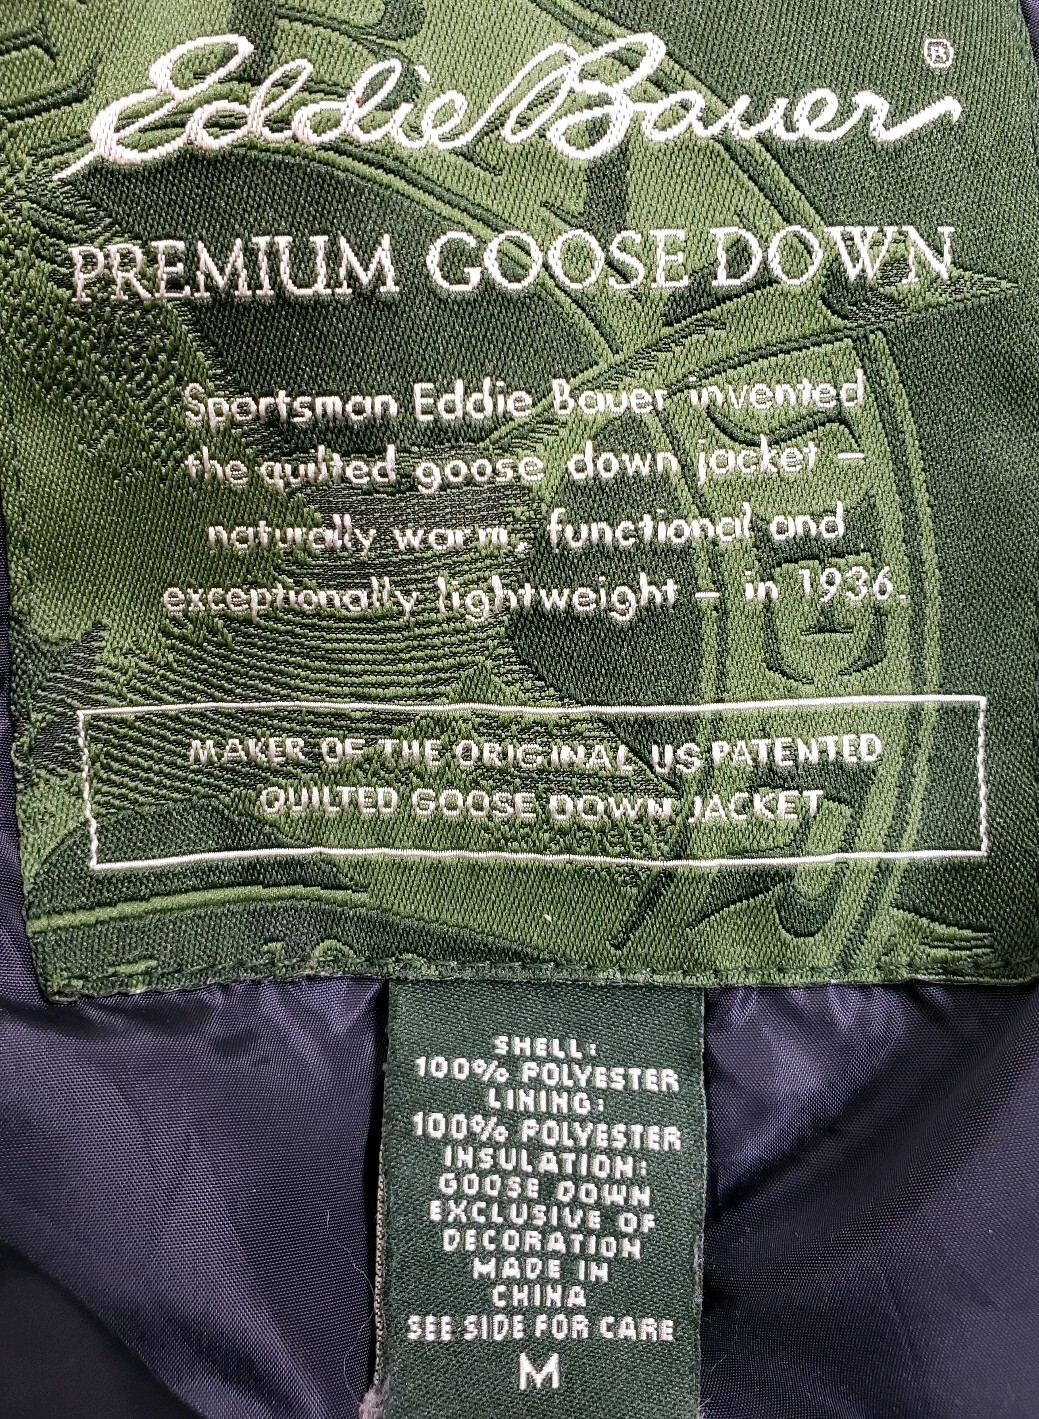 Eddie Bauer ®
PREMIUM GOOSE DOWN
Sportsman Eddie Bauer invented
the quilted goose down jacket –
naturally warm, functional and
exceptionally lightweight – in 1936.
MAKER OF THE ORIGINAL US PATENTED
QUILTED GOOSE DOWN JACKET
SHELL:
100% POLYESTER
LINING:
100% POLYESTER
INSULATION:
GOOSE DOWN
EXCLUSIVE OF
DECORATION
MADE IN
CHINA
SEE SIDE FOR CARE
M